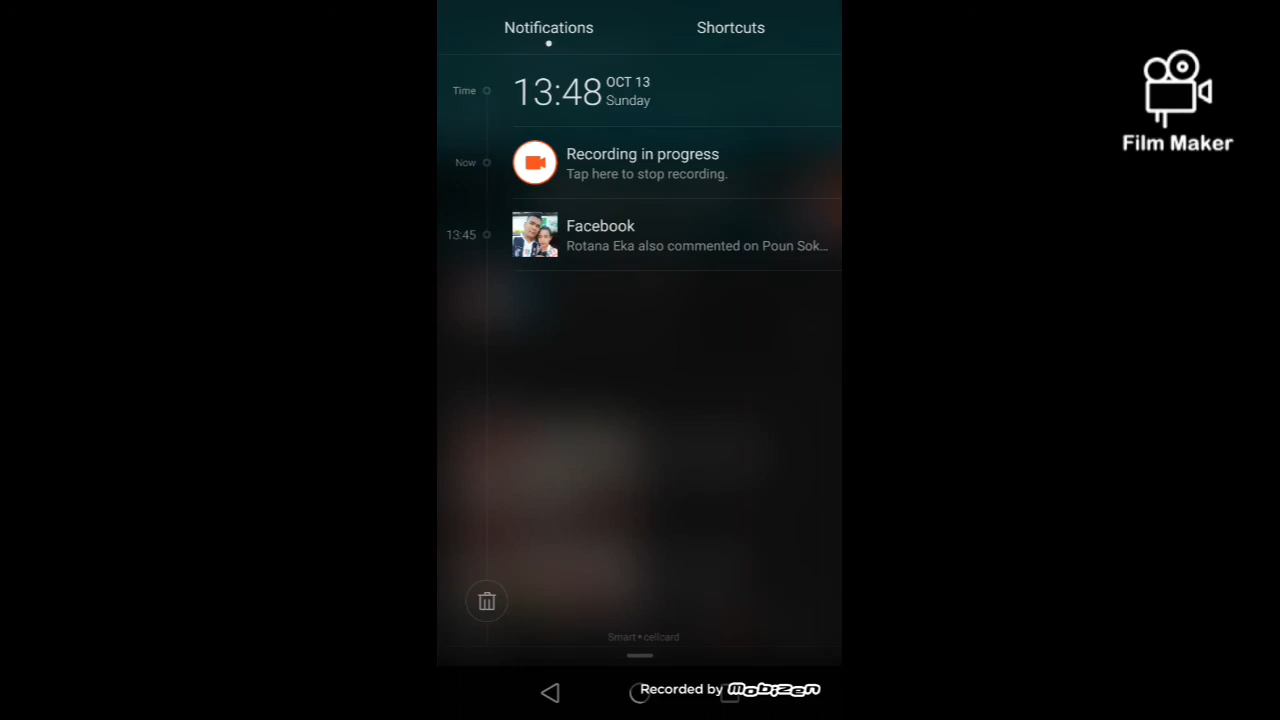 Notifications
Shortcuts
Time
13:48
OCT 13
Sunday
Film Maker
Now
Recording in progress
Tap here to stop recording.
13:45
Facebook
Rotana Eka also commented on Poun Sok...
Smart•cellcard
Recorded by Mobizen